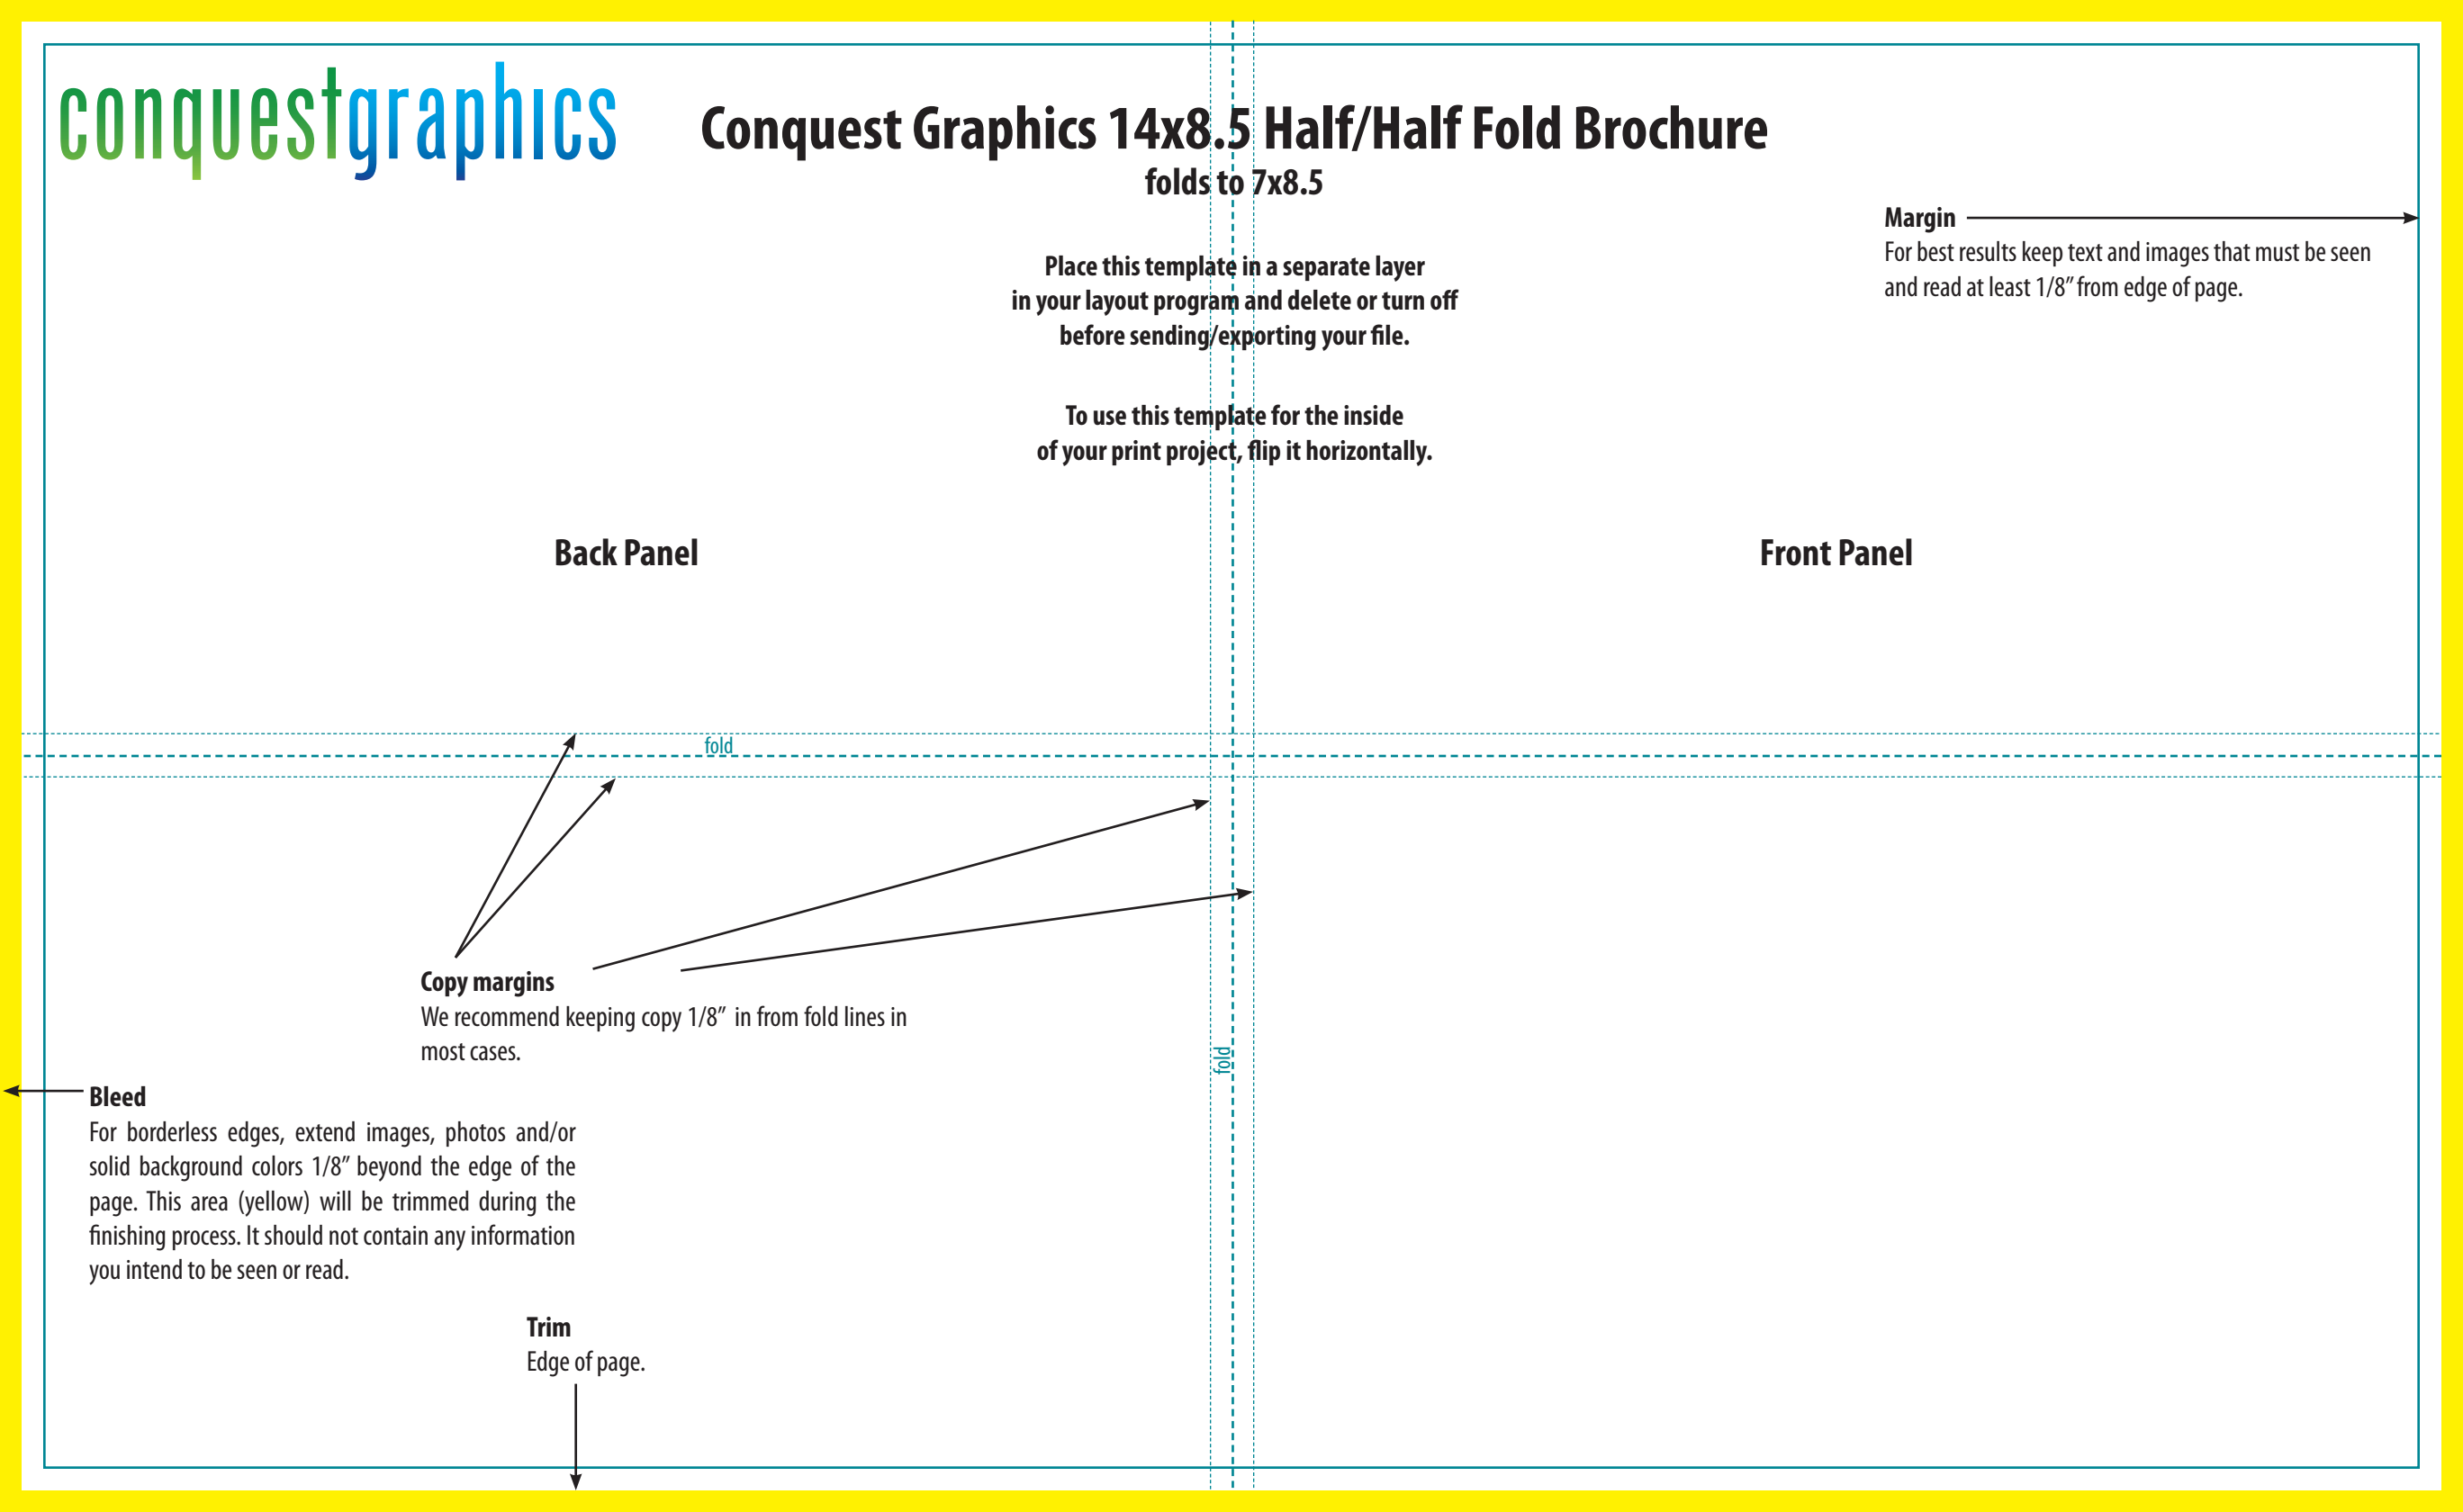 conquestgraphics
Conquest Graphics 14x8.5 Half/Half Fold Brochure
folds to 7x8.5
Margin
For best results keep text and images that must be seen
and read at least 1/8" from edge of page.
Place this template in a separate layer
in your layout program and delete or turn off
before sending/exporting your file.
To use this template for the inside
of your print project, flip it horizontally.
Back Panel
Front Panel
fold
Copy margins
We recommend keeping copy 1/8" in from fold lines in
most cases.
fold
Bleed
For borderless edges, extend images, photos and/or
solid background colors 1/8" beyond the edge of the
page. This area (yellow) will be trimmed during the
finishing process. It should not contain any information
you intend to be seen or read.
Trim
Edge of page.